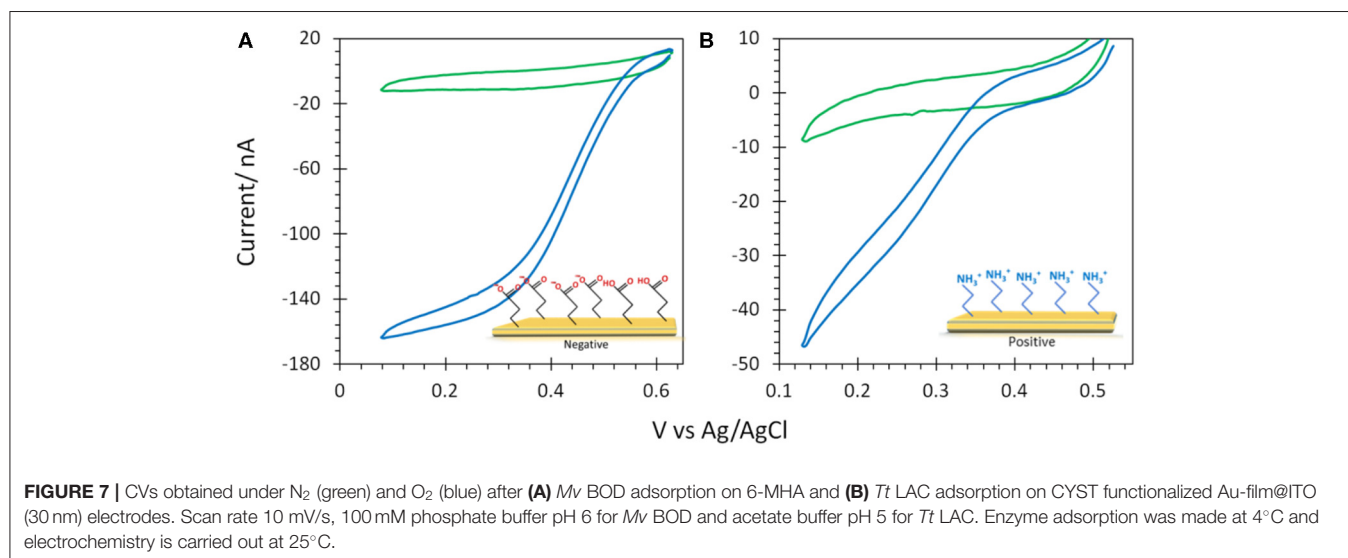 A
B
Current/ nA
20
-20
-60
-100
-140
-180
0
0.2
0.4
0.6
O O O O O O O O HO O HO O
Negative
10
0
-10
-20
-30
-40
-50
0.1
0.2
0.3
0.4
0.5
NH₃⁺ NH₃⁺ NH₃⁺ NH₃⁺ NH₃⁺
Positive
V vs Ag/AgCl
FIGURE 7 | CVs obtained under N₂ (green) and O₂ (blue) after (A) Mv BOD adsorption on 6-MHA and (B) Tt LAC adsorption on CYST functionalized Au-film@ITO
(30 nm) electrodes. Scan rate 10 mV/s, 100 mM phosphate buffer pH 6 for Mv BOD and acetate buffer pH 5 for Tt LAC. Enzyme adsorption was made at 4°C and
electrochemistry is carried out at 25°C.